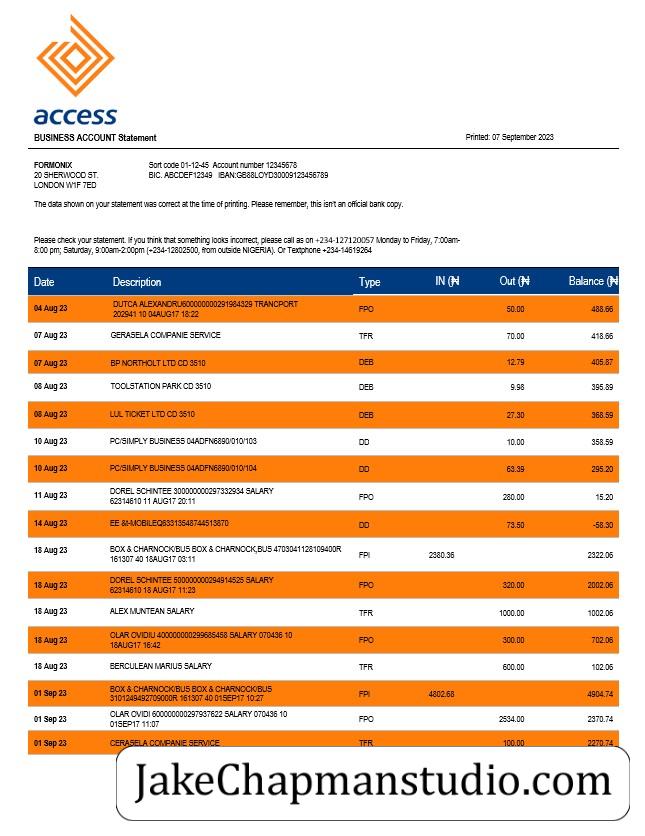 access
BUSINESS ACCOUNT Statement
Printed: 07 September 2023
FORMONIX
20 SHERWOOD ST.
LONDON W1F 7ED
Sort code 01-12-45 Account number 12345678
BIC. ABCDEF12349 IBAN:GB88LOYD30009123456789
The data shown on your statement was correct at the time of printing. Please remember, this isn't an official bank copy.
Please check your statement. If you think that something looks incorrect, please call as on +234-127120057 Monday to Friday, 7:00am-
8:00 pm; Saturday, 9:00am-2:00pm (+234-12802500, from outside NIGERIA). Or Textphone +234-14619264
Date Description Type IN (₦ Out (₦ Balance (₦
04 Aug 23 DUTCA ALEXANDRU600000000291984329 TRANCPORT FPO 50.00 488.66
202941 10 04AUG17 18:22
07 Aug 23 GERASELA COMPANIE SERVICE TFR 70.00 418.66
07 Aug 23 BP NORTHOLT LTD CD 3510 DEB 12.79 405.87
08 Aug 23 TOOLSTATION PARK CD 3510 DEB 9.98 395.89
08 Aug 23 LUL TICKET LTD CD 3510 DEB 27.30 368.59
10 Aug 23 PC/SIMPLY BUSINESS 04ADFN6890/010/103 DD 10.00 358.59
10 Aug 23 PC/SIMPLY BUSINESS 04ADFN6890/010/104 DD 63.39 295.20
11 Aug 23 DOREL SCHINTEE 300000000297332934 SALARY FPO 280.00 15.20
62314610 11 AUG17 20:11
14 Aug 23 EE &t-MOBILEQ63313548744513870 DD 73.50 -58.30
18 Aug 23 BOX & CHARNOCK/BUS BOX & CHARNOCK,BUS 4703041128109400R FPI 2380.36 2322.06
161307 40 18AUG17 03:11
18 Aug 23 DOREL SCHINTEE 500000000294914525 SALARY FPO 320.00 2002.06
62314610 18 AUG17 11:23
18 Aug 23 ALEX MUNTEAN SALARY TFR 1000.00 1002.06
18 Aug 23 OLAR OVIDIU 400000000299685458 SALARY 070436 10 FPO 300.00 702.06
18AUG17 16:42
18 Aug 23 BERCULEAN MARIUS SALARY TFR 600.00 102.06
01 Sep 23 BOX & CHARNOCK/BUS BOX & CHARNOCK/BUS FPI 4802.68 4904.74
3101249492709000R 161307 40 01SEP17 10:27
01 Sep 23 OLAR OVIDI 600000000297937622 SALARY 070436 10 FPO 2534.00 2370.74
01SEP17 11:07
01 Sep 23 CERASELA COMPANIE SERVICE TFR 100.00 2270.74
JakeChapmanstudio.com